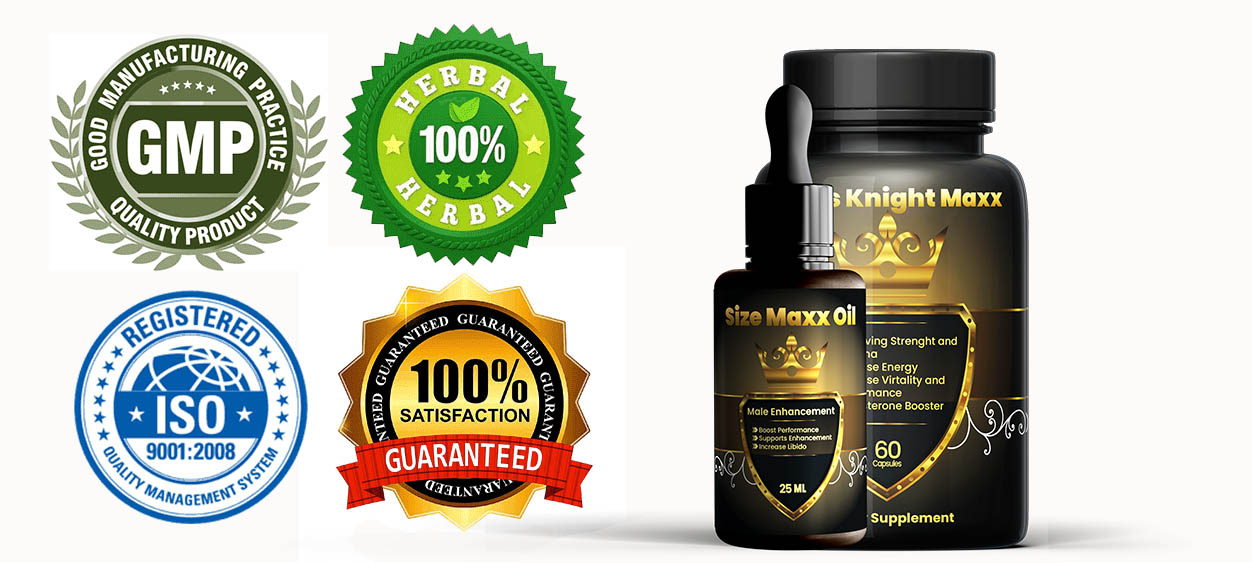 GOOD MANUFACTURING PRACTICE
GMP
QUALITY PRODUCT
HERBAL
100%
HERBAL
REGISTERED
ISO
9001:2008
QUALITY MANAGEMENT SYSTEM
GUARANTEED GUARANTEED GUARANTEED
100%
SATISFACTION
GUARANTEED
Size Maxx Oil
Male Enhancement
Boost Performance
Supports Enhancement
Increase Libido
25 ML
Knight Maxx
Strenght and
Energy
Virtality and
Booster
60
Capsules
Supplement